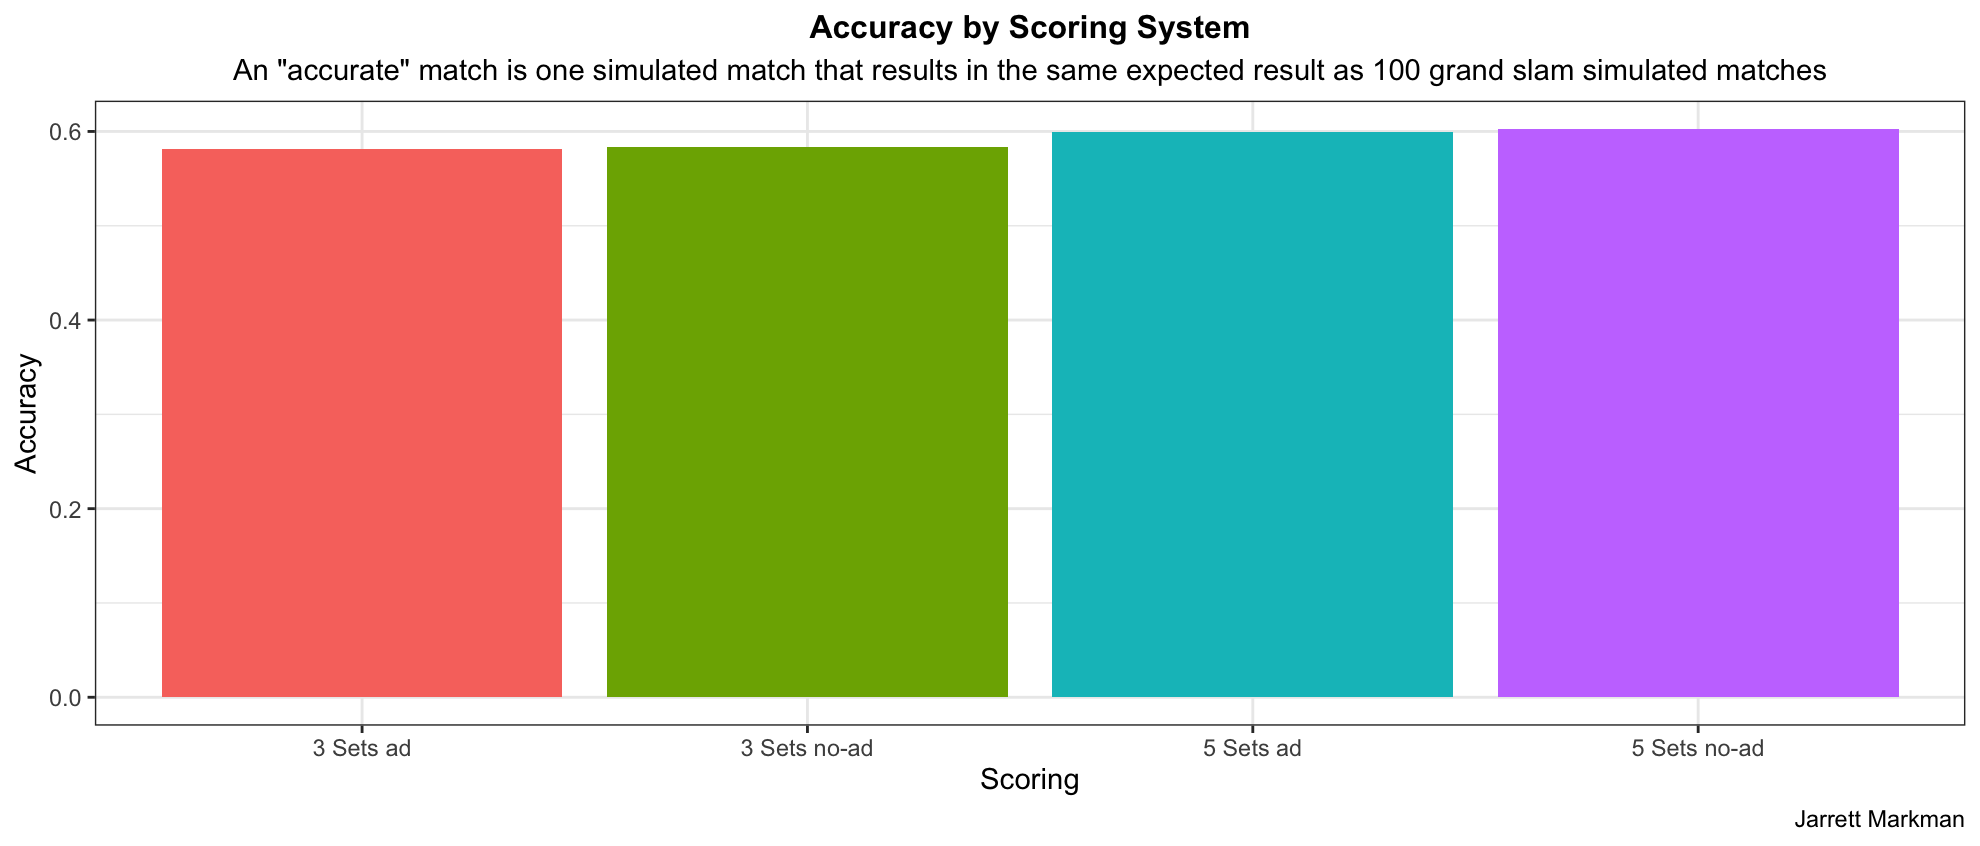 Accuracy by Scoring System
An "accurate" match is one simulated match that results in the same expected result as 100 grand slam simulated matches
Accuracy
0.6
0.4
0.2
0.0
3 Sets ad
3 Sets no-ad
5 Sets ad
5 Sets no-ad
Scoring
Jarrett Markman